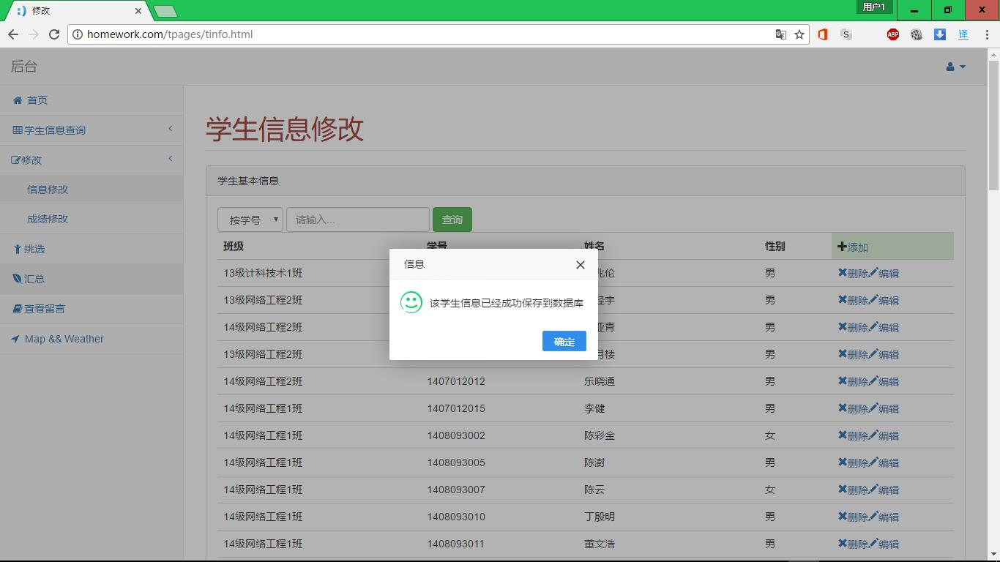 修改
用户1
homework.com/tpages/tinfo.html
S
ABP
译
后台
首页
学生信息查询
修改
信息修改
成绩修改
挑选
汇总
查看留言
Map && Weather
学生信息修改
学生基本信息
按学号 请输入... 查询
班级 学号 姓名 性别 添加
13级计科技术1班 兆伦 男 删除 编辑
14级网络工程2班 宇 男 删除 编辑
14级网络工程2班 亚青 男 删除 编辑
13级网络工程2班 月楼 男 删除 编辑
信息
该学生信息已经成功保存到数据库
确定
14级网络工程2班 1407012012 乐晓通 男 删除 编辑
14级网络工程1班 1407012015 李健 男 删除 编辑
14级网络工程1班 1408093002 陈彩金 女 删除 编辑
14级网络工程1班 1408093005 陈澍 男 删除 编辑
14级网络工程1班 1408093007 陈云 女 删除 编辑
14级网络工程1班 1408093010 丁殷明 男 删除 编辑
14级网络工程1班 1408093011 董文浩 男 删除 编辑